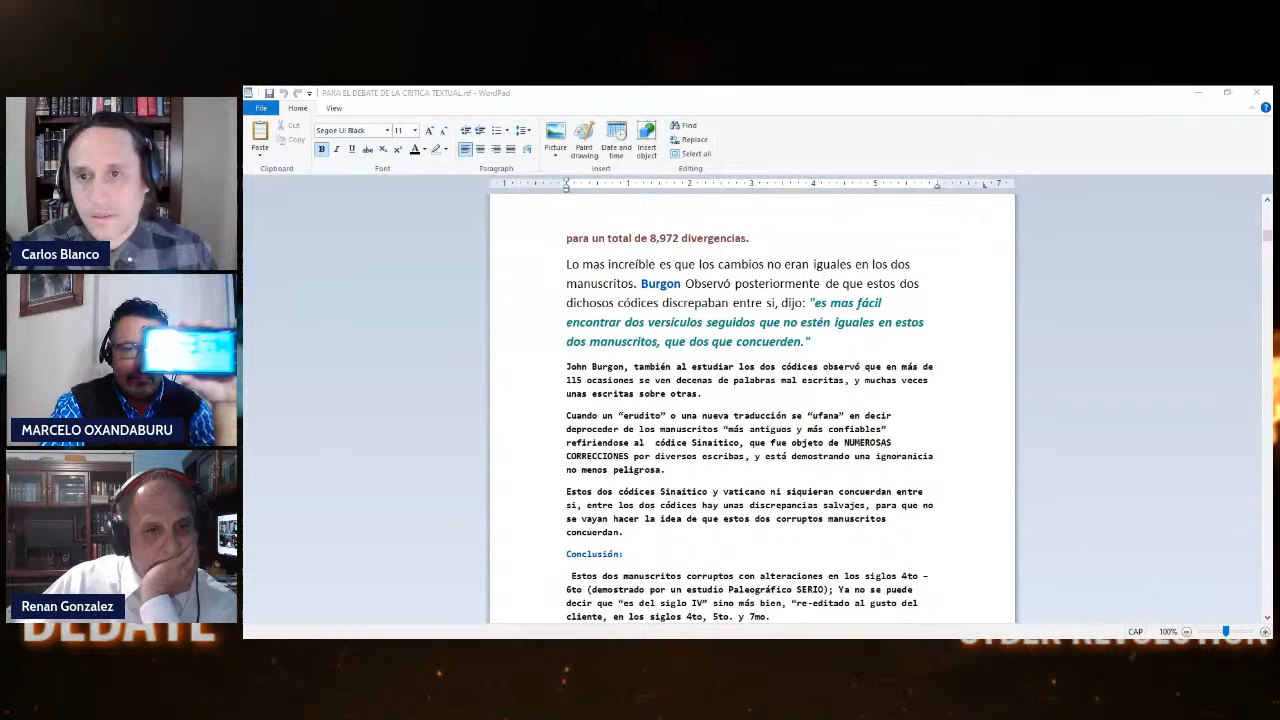 Carlos Blanco
MARCELO OXANDABURU
Renan Gonzalez
DEBATE
PARA EL DEBATE DE LA CRITICA TEXTUAL.rtf - WordPad
File
Home
View
Paste
Cut
Copy
Clipboard
Segoe UI Black
11
Font
Paragraph
Picture
Paint drawing
Date and time
Insert object
Insert
Find
Replace
Select all
Editing
1 1 2 3 4 5 7
para un total de 8,972 divergencias.
Lo mas increíble es que los cambios no eran iguales en los dos
manuscritos. Burgon Observó posteriormente de que estos dos
dichosos códices discrepaban entre si, dijo: "es mas fácil
encontrar dos versículos seguidos que no estén iguales en estos
dos manuscritos, que dos que concuerden."
John Burgon, también al estudiar los dos códices observó que en más de
115 ocasiones se ven decenas de palabras mal escritas, y muchas veces
unas escritas sobre otras.
Cuando un “erudito” o una nueva traducción se “ufana” en decir
deproceder de los manuscritos “más antiguos y más confiables”
refiriendose al códice Sinaitico, que fue objeto de NUMEROSAS
CORRECCIONES por diversos escribas, y está demostrando una ignoranicia
no menos peligrosa.
Estos dos códices Sinaitico y vaticano ni siquieran concuerdan entre
si, entre los dos códices hay unas discrepancias salvajes, para que no
se vayan hacer la idea de que estos dos corruptos manuscritos
concuerdan.
Conclusión:
Estos dos manuscritos corruptos con alteraciones en los siglos 4to –
6to (demostrado por un estudio Paleográfico SERIO); Ya no se puede
decir que “es del siglo IV” sino más bien, “re-editado al gusto del
cliente, en los siglos 4to, 5to. y 7mo.
CAP
100%
CYBER REVOLUTION